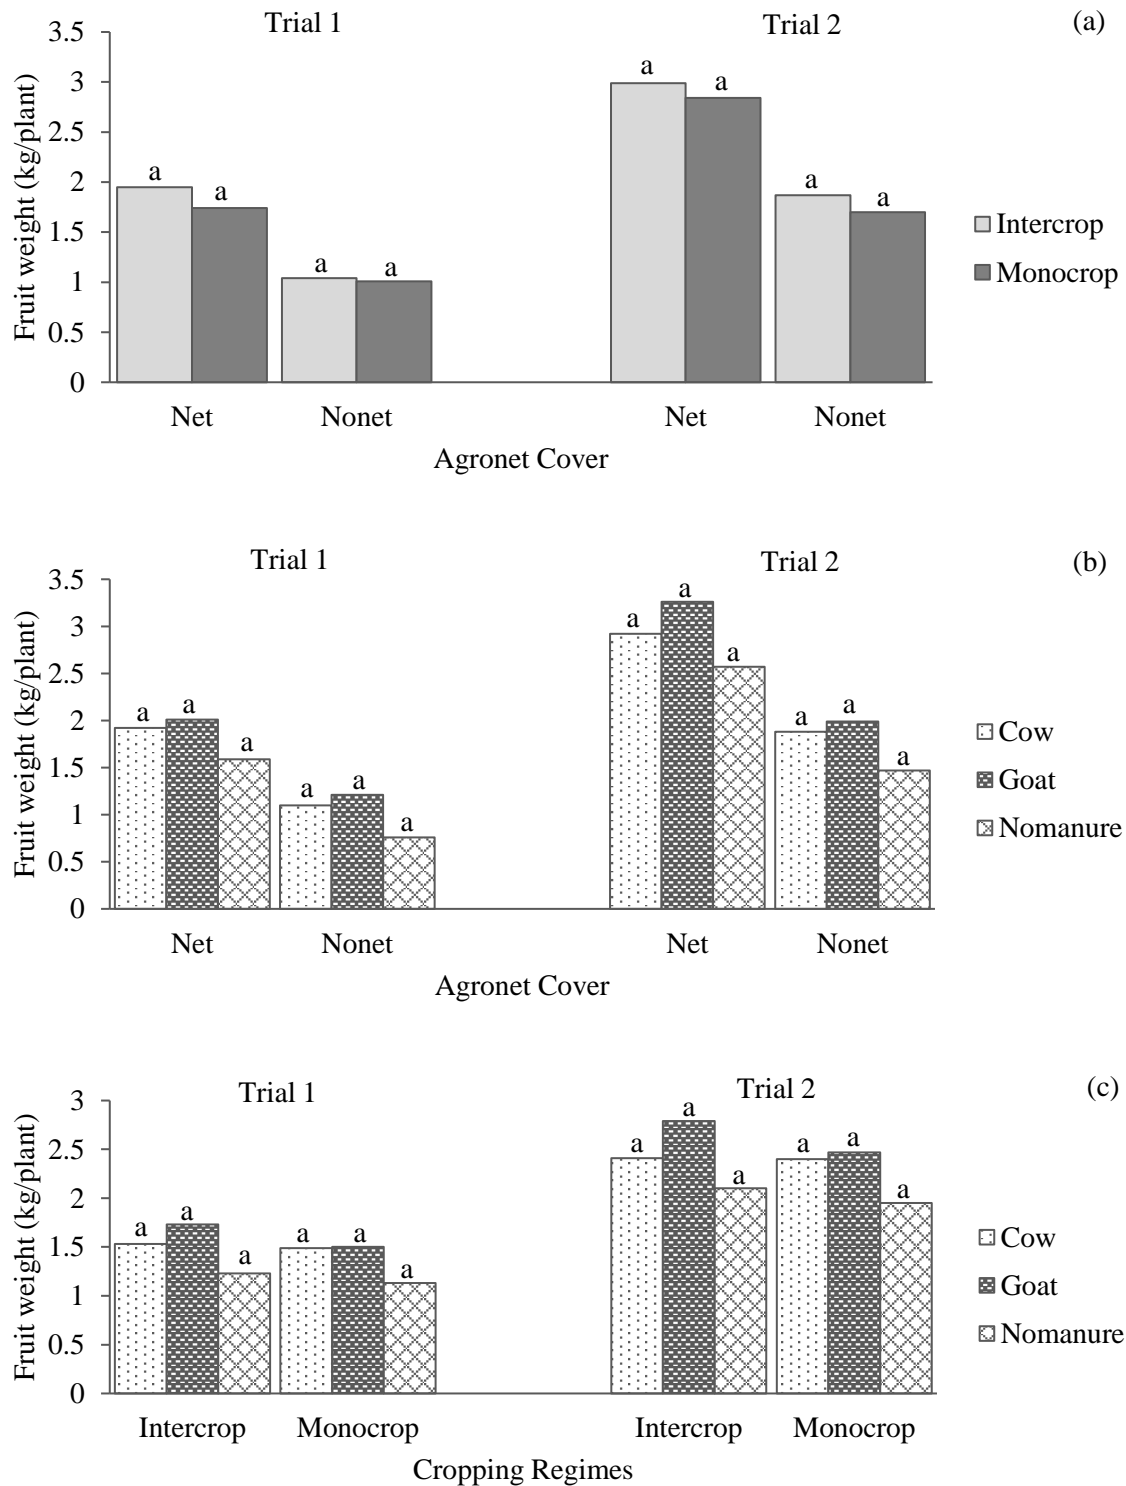 Trial 1
Trial 2
(a)
Fruit weight (kg/plant)
3.5
3
2.5
2
1.5
1
0.5
0
a
a
a
a
a
a
a
a
Intercrop
Monocrop
Net
Nonet
Net
Nonet
Agronet Cover
Trial 1
Trial 2
(b)
Fruit weight (kg/plant)
3.5
3
2.5
2
1.5
1
0.5
0
a
a
a
a
a
a
a
a
a
a
a
a
Cow
Goat
Nomanure
Net
Nonet
Net
Nonet
Agronet Cover
Trial 1
Trial 2
(c)
Fruit weight (kg/plant)
3
2.5
2
1.5
1
0.5
0
a
a
a
a
a
a
a
a
a
a
a
a
Cow
Goat
Nomanure
Intercrop
Monocrop
Intercrop
Monocrop
Cropping Regimes